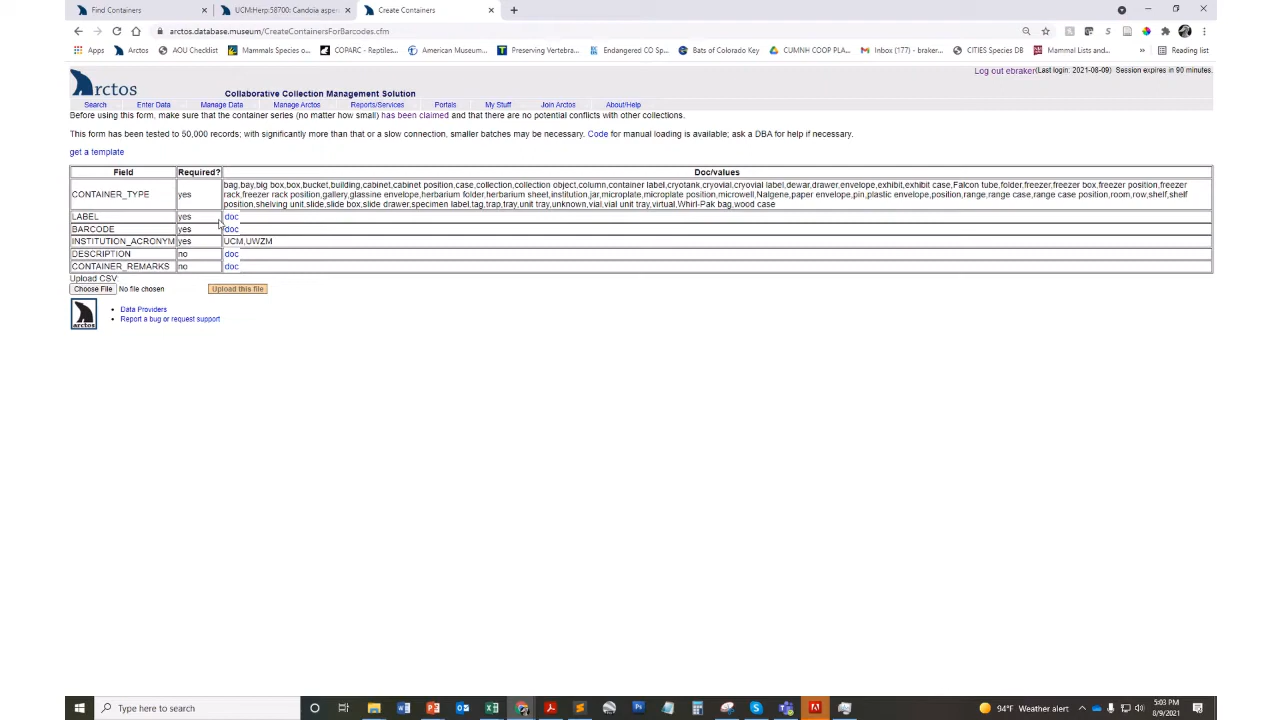 Find Containers
UCM:Herp:58700: Candoia asper
Create Containers
arctos.database.museum/CreateContainersForBarcodes.cfm
Apps
Arctos
AOU Checklist
Mammals Species o...
COPARC - Reptiles...
American Museum...
Preserving Vertebra...
Endangered CO Sp...
Bats of Colorado Key
CUMNH COOP PLA...
Inbox (177) - braker...
CITIES Species DB
Mammal Lists and...
»
Reading list
Log out ebraker(Last login: 2021-08-09) Session expires in 90 minutes.
Arctos
Collaborative Collection Management Solution
Search Enter Data Manage Data Manage Arctos Reports/Services Portals My Stuff Join Arctos About/Help
Before using this form, make sure that the container series (no matter how small) has been claimed and that there are no potential conflicts with other collections.
This form has been tested to 50,000 records; with significantly more than that or a slow connection, smaller batches may be necessary. Code for manual loading is available; ask a DBA for help if necessary.
get a template
Field Required? Doc/values
CONTAINER_TYPE yes bag,bay,big box,box,bucket,building,cabinet,cabinet position,case,collection,collection object,column,container label,cryotank,cryovial,cryovial label,dewar,drawer,envelope,exhibit,exhibit case,Falcon tube,folder,freezer,freezer box,freezer position,freezer
rack,freezer rack position,gallery,glassine envelope,herbarium folder,herbarium sheet,institution,jar,microplate,microplate position,microwell,Nalgene,paper envelope,pin,plastic envelope,position,range,range case,range case position,room,row,shelf,shelf
position,shelving unit,slide,slide box,slide drawer,specimen label,tag,trap,tray,unit tray,unknown,vial,vial unit tray,virtual,Whirl-Pak bag,wood case
LABEL yes doc
BARCODE yes doc
INSTITUTION_ACRONYM yes UCM,UWZM
DESCRIPTION no doc
CONTAINER_REMARKS no doc
Upload CSV:
Choose File No file chosen Upload this file
arctos
Data Providers
Report a bug or request support
Type here to search
94°F Weather alert
5:03 PM
8/9/2021